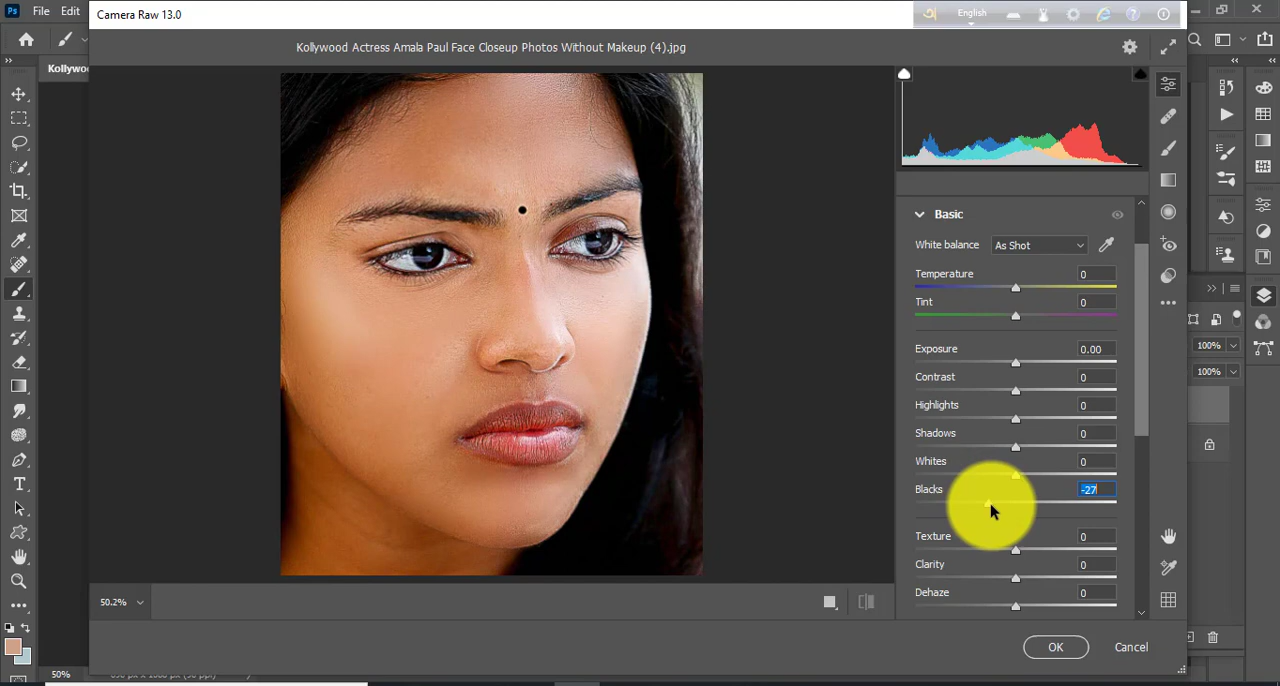 Ps File Edit
Camera Raw 13.0
English
Kollywood Actress Amala Paul Face Closeup Photos Without Makeup (4).jpg
Kollywo
Basic
White balance As Shot
Temperature 0
Tint 0
Exposure 0.00
Contrast 0
Highlights 0
Shadows 0
Whites 0
Blacks -27
Texture 0
Clarity 0
Dehaze 0
100%
100%
50.2%
OK Cancel
50%